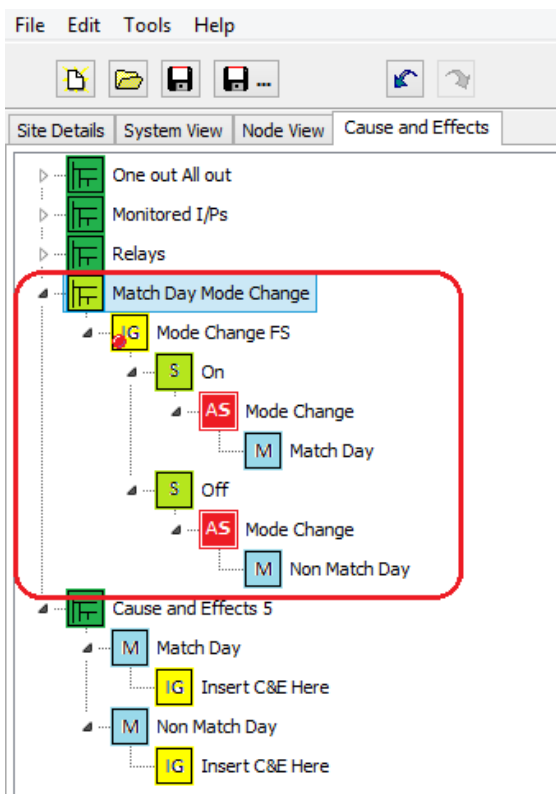 File Edit Tools Help
...
Site Details System View Node View Cause and Effects
One out All out
Monitored I/Ps
Relays
Match Day Mode Change
IG Mode Change FS
S On
AS Mode Change
M Match Day
S Off
AS Mode Change
M Non Match Day
Cause and Effects 5
M Match Day
IG Insert C&E Here
M Non Match Day
IG Insert C&E Here